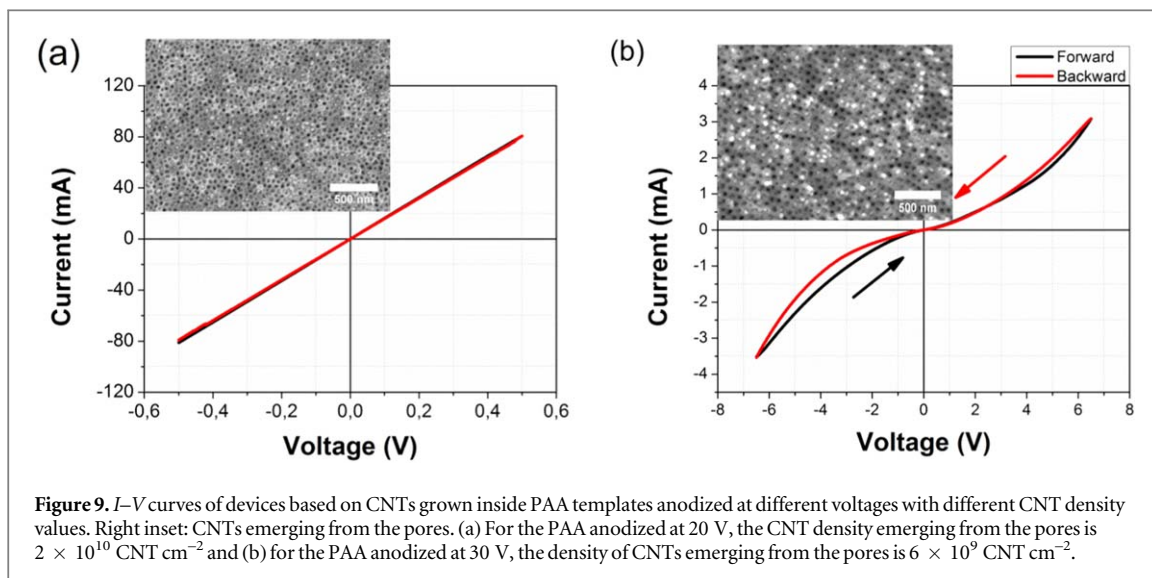 (a)
120
80
40
0
-40
-80
-120
-0,6 -0,4 -0,2 0,0 0,2 0,4 0,6
Current (mA)
Voltage (V)
500 nm
(b)
Forward
Backward
4
3
2
1
0
-1
-2
-3
-4
-8 -6 -4 -2 0 2 4 6 8
Current (mA)
Voltage (V)
500 nm
Figure 9. I–V curves of devices based on CNTs grown inside PAA templates anodized at different voltages with different CNT density
values. Right inset: CNTs emerging from the pores. (a) For the PAA anodized at 20 V, the CNT density emerging from the pores is
2 × 10¹⁰ CNT cm⁻² and (b) for the PAA anodized at 30 V, the density of CNTs emerging from the pores is 6 × 10⁹ CNT cm⁻².